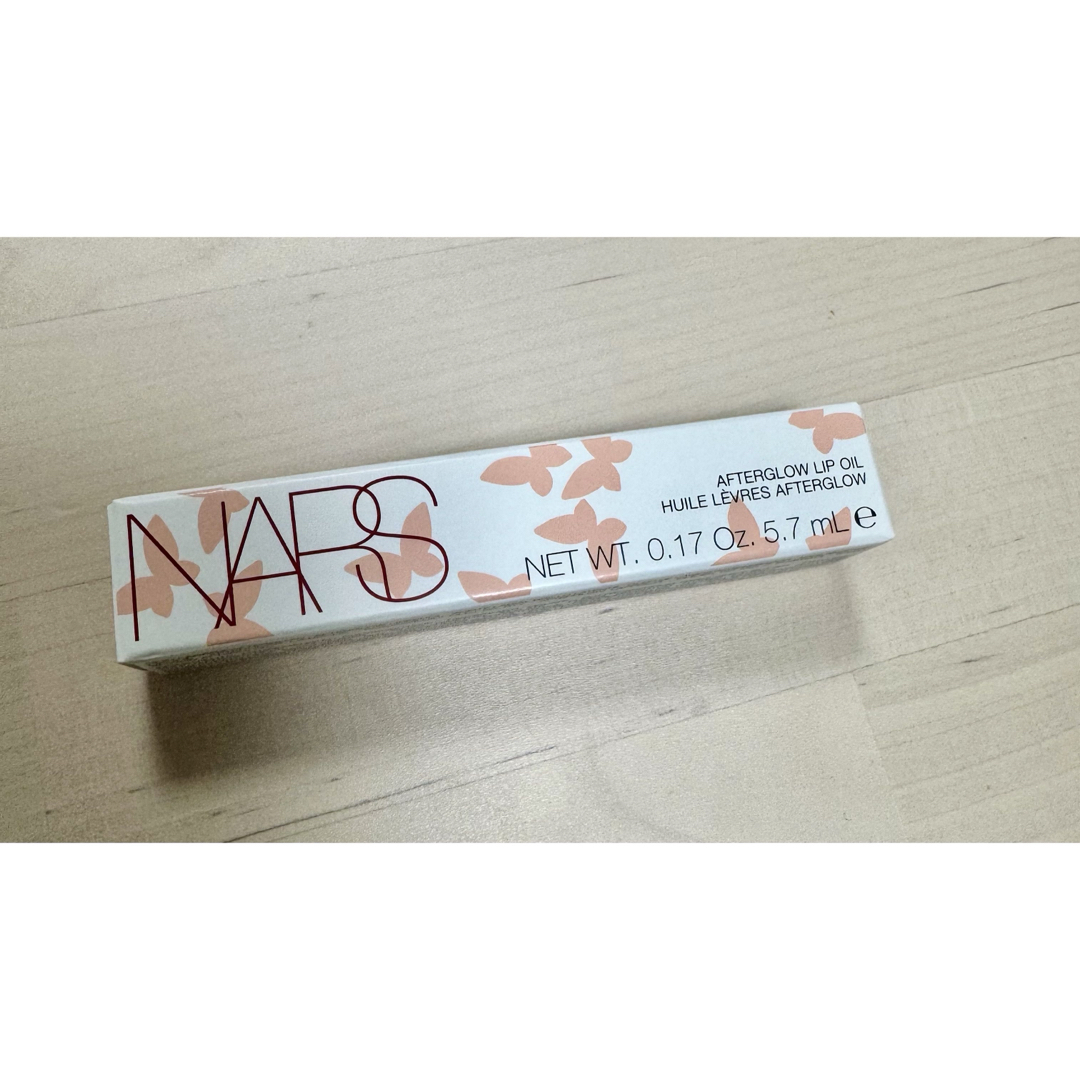 NARS
AFTERGLOW LIP OIL
HUILE LÈVRES AFTERGLOW
NET WT. 0.17 Oz. 5.7 mL ℮